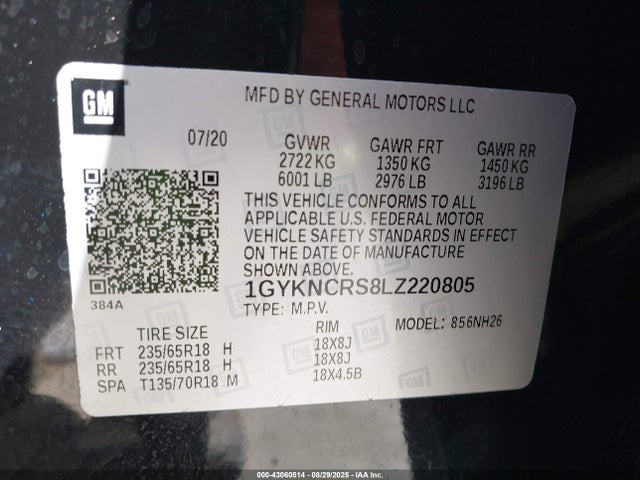 GM
MFD BY GENERAL MOTORS LLC
07/20 GVWR GAWR FRT GAWR RR
2722 KG 1350 KG 1450 KG
6001 LB 2976 LB 3196 LB
THIS VEHICLE CONFORMS TO ALL
APPLICABLE U.S. FEDERAL MOTOR
VEHICLE SAFETY STANDARDS IN EFFECT
ON THE DATE OF MANUFACTURE
SHOWN ABOVE.
384A
1GYKNCRS8LZ220805
TYPE: M.P.V. MODEL: 856NH26
TIRE SIZE RIM
FRT 235/65R18 H 18X8J
RR 235/65R18 H 18X8J
SPA T135/70R18 M 18X4.5B
000-43060514 - 08/29/2025 - IAA Inc.